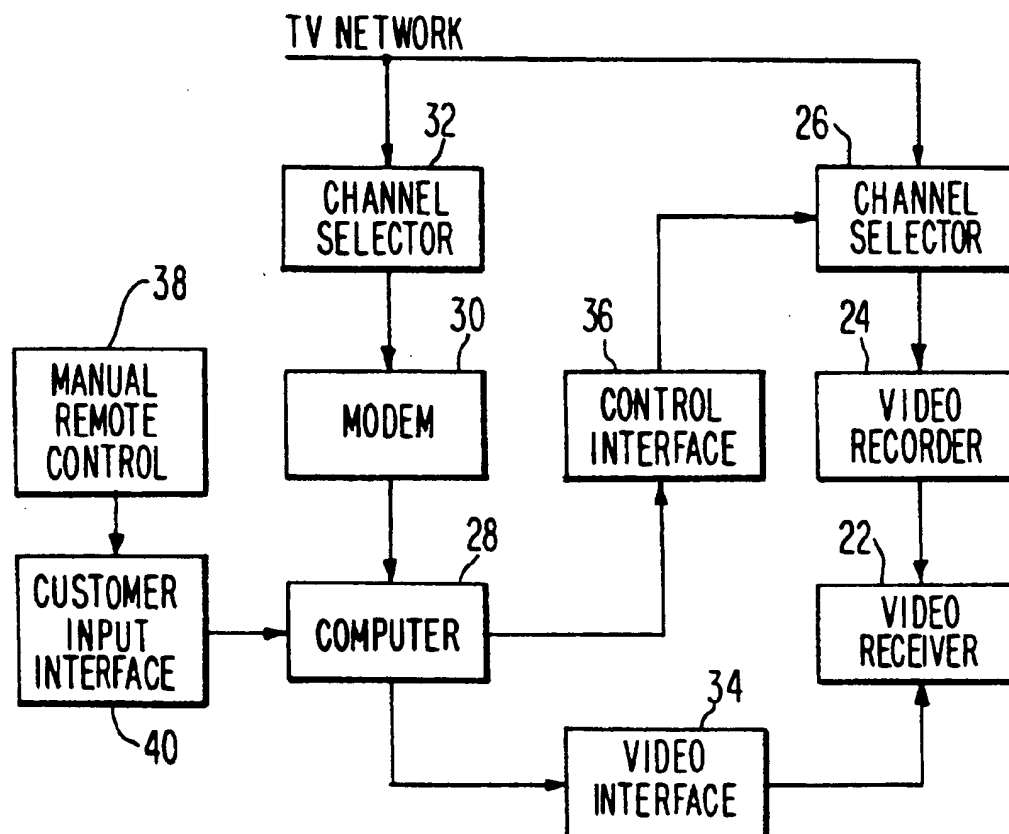 TV NETWORK
32
CHANNEL
SELECTOR
26
CHANNEL
SELECTOR
38
MANUAL
REMOTE
CONTROL
30
MODEM
36
CONTROL
INTERFACE
24
VIDEO
RECORDER
CUSTOMER
INPUT
INTERFACE
40
28
COMPUTER
22
VIDEO
RECEIVER
34
VIDEO
INTERFACE